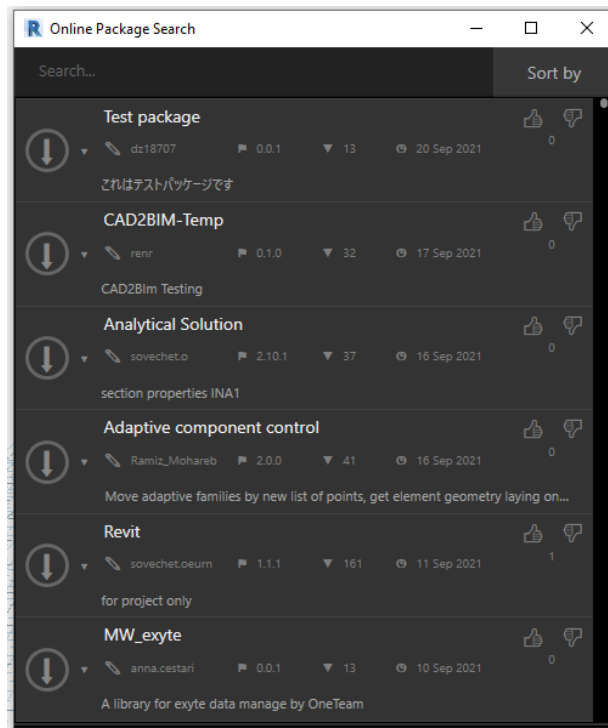 Online Package Search
Search...
Sort by
Test package
dz18707 0.0.1 13 20 Sep 2021
0
これはテストパッケージです
CAD2BIM-Temp
renr 0.1.0 32 17 Sep 2021
0
CAD2BIm Testing
Analytical Solution
sovechet.o 2.10.1 37 16 Sep 2021
0
section properties INA1
Adaptive component control
Ramiz_Mohareb 2.0.0 41 16 Sep 2021
0
Move adaptive families by new list of points, get element geometry laying on...
Revit
sovechet.oeurn 1.1.1 161 11 Sep 2021
1
for project only
MW_exyte
anna.cestari 0.0.1 13 10 Sep 2021
0
A library for exyte data manage by OneTeam